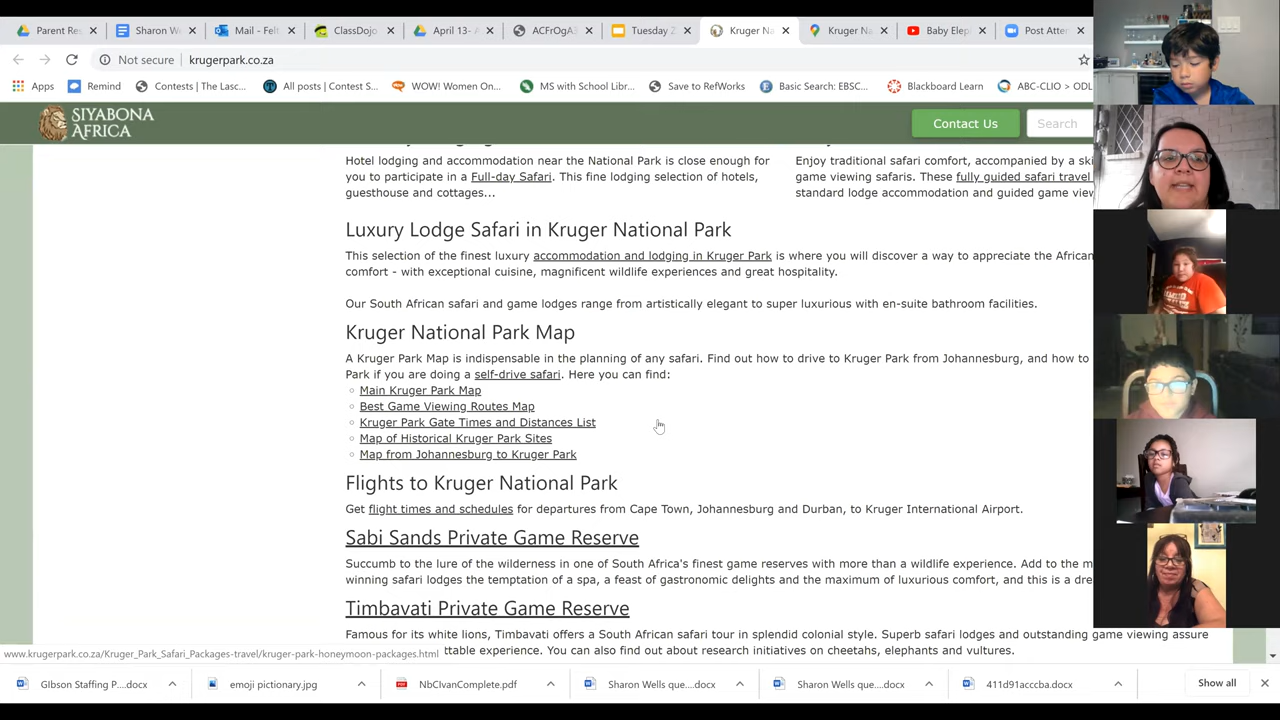 Parent Re
Sharon W
Mail - Felt
ClassDojo
April 13
ACFrOgA3
Tuesday Z
Kruger Na
Kruger Na
Baby Elep
Post Atter
Not secure
krugerpark.co.za
Apps
Remind
Contests | The Lasc...
All posts | Contest S...
WOW! Women On...
MS with School Libr...
Save to RefWorks
Basic Search: EBSC...
Blackboard Learn
ABC-CLIO > ODL
SIYABONA
AFRICA
Contact Us
Search
Hotel lodging and accommodation near the National Park is close enough for
you to participate in a Full-day Safari. This fine lodging selection of hotels,
guesthouse and cottages...
Enjoy traditional safari comfort, accompanied by a ski
game viewing safaris. These fully guided safari travel
standard lodge accommodation and guided game view
Luxury Lodge Safari in Kruger National Park
This selection of the finest luxury accommodation and lodging in Kruger Park is where you will discover a way to appreciate the African
comfort - with exceptional cuisine, magnificent wildlife experiences and great hospitality.
Our South African safari and game lodges range from artistically elegant to super luxurious with en-suite bathroom facilities.
Kruger National Park Map
A Kruger Park Map is indispensable in the planning of any safari. Find out how to drive to Kruger Park from Johannesburg, and how to
Park if you are doing a self-drive safari. Here you can find:
Main Kruger Park Map
Best Game Viewing Routes Map
Kruger Park Gate Times and Distances List
Map of Historical Kruger Park Sites
Map from Johannesburg to Kruger Park
Flights to Kruger National Park
Get flight times and schedules for departures from Cape Town, Johannesburg and Durban, to Kruger International Airport.
Sabi Sands Private Game Reserve
Succumb to the lure of the wilderness in one of South Africa's finest game reserves with more than a wildlife experience. Add to the m
winning safari lodges the temptation of a spa, a feast of gastronomic delights and the maximum of luxurious comfort, and this is a dre
Timbavati Private Game Reserve
Famous for its white lions, Timbavati offers a South African safari tour in splendid colonial style. Superb safari lodges and outstanding game viewing assure
ttable experience. You can also find out about research initiatives on cheetahs, elephants and vultures.
www.krugerpark.co.za/Kruger_Park_Safari_Packages-travel/kruger-park-honeymoon-packages.html
GIbson Staffing P....docx
emoji pictionary.jpg
NbCIvanComplete.pdf
Sharon Wells que....docx
Sharon Wells que....docx
411d91acccba.docx
Show all